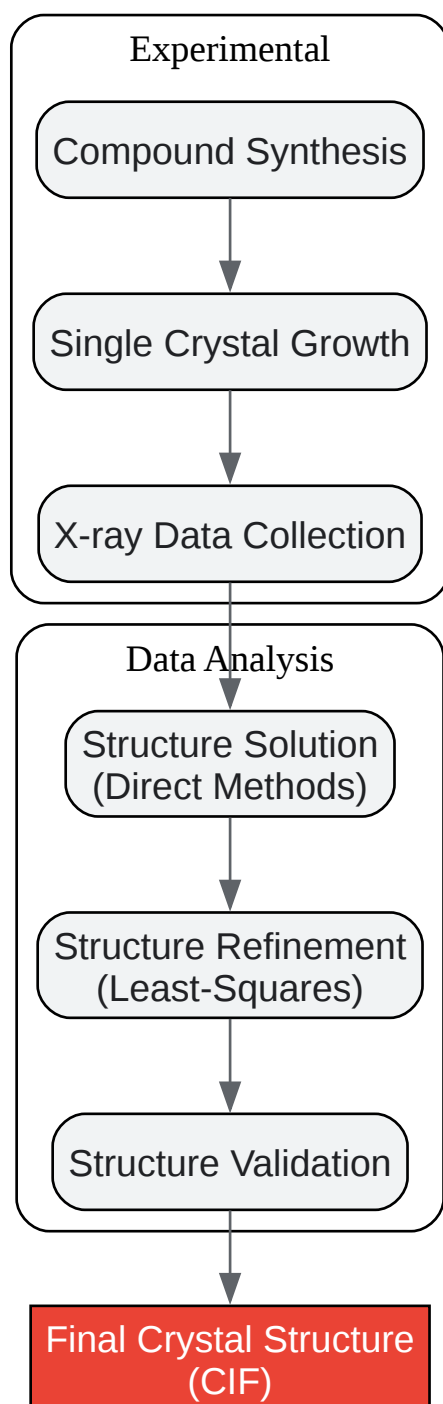 Experimental
Compound Synthesis
Single Crystal Growth
X-ray Data Collection
Data Analysis
Structure Solution
(Direct Methods)
Structure Refinement
(Least-Squares)
Structure Validation
Final Crystal Structure
(CIF)